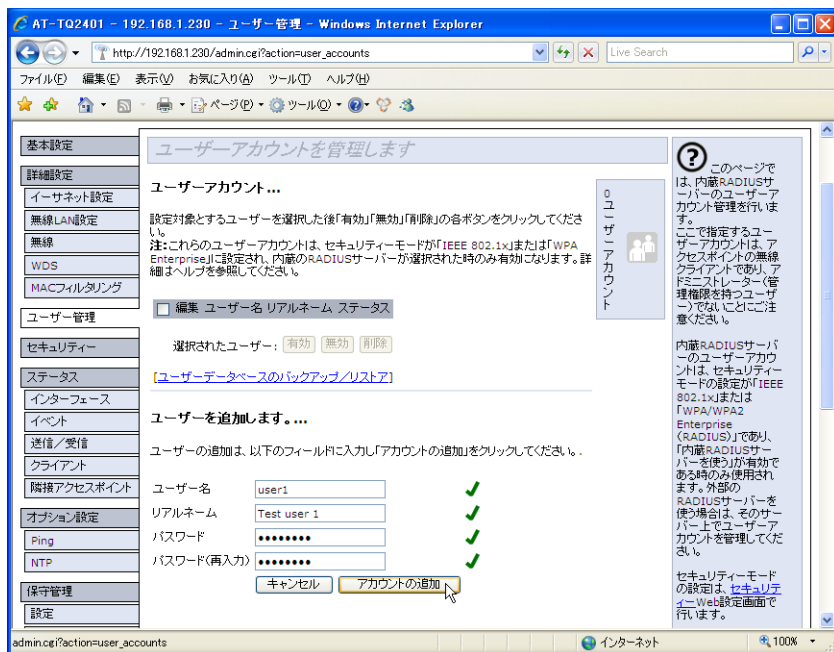 AT-TQ2401 - 192.168.1.230 - ユーザー管理 - Windows Internet Explorer
http://192.168.1.230/admin.cgi?action=user_accounts
Live Search
ファイル(F) 編集(E) 表示(V) お気に入り(A) ツール(T) ヘルプ(H)
ページ(P) ツール(O)
基本設定
詳細設定
イーサネット設定
無線LAN設定
無線
WDS
MACフィルタリング
ユーザー管理
セキュリティー
ステータス
インターフェース
イベント
送信/受信
クライアント
隣接アクセスポイント
オプション設定
Ping
NTP
保守管理
設定
ユーザーアカウントを管理します
ユーザーアカウント...
設定対象とするユーザーを選択した後「有効」「無効」「削除」の各ボタンをクリックしてくださ
い。
注:これらのユーザーアカウントは、セキュリティーモードが「IEEE 802.1x」または「WPA
Enterprise」に設定され、内蔵のRADIUSサーバーが選択された時のみ有効になります。詳
細はヘルプを参照してください。
編集 ユーザー名 リアルネーム ステータス
選択されたユーザー: 有効 無効 削除
[ユーザーデータベースのバックアップ/リストア]
ユーザーを追加します。...
ユーザーの追加は、以下のフィールドに入力し「アカウントの追加」をクリックしてください。.
ユーザー名 user1
リアルネーム Test user 1
パスワード ●●●●●●●●
パスワード(再入力) ●●●●●●●●
キャンセル アカウントの追加
0ユーザーアカウント
このページで
は、内蔵RADIUSサ
ーバーのユーザーア
カウント管理を行いま
す。
ここで指定するユー
ザーアカウントは、ア
クセスポイントの無線
クライアントであり、ア
ドミニストレーター(管
理権限を持つユーザ
ー)でないことにご注
意ください。
内蔵RADIUSサーバ
ーのユーザーアカウ
ントは、セキュリティー
モードの設定が「IEEE
802.1x」または
「WPA/WPA2
Enterprise
(RADIUS)」であり、
「内蔵RADIUSサー
バーを使う」が有効で
ある時のみ使用され
ます。外部の
RADIUSサーバーを
使う場合は、そのサー
バー上でユーザーア
カウントを管理してくだ
さい。
セキュリティーモード
の設定は、セキュリテ
ィーWeb設定画面で
行います。
admin.cgi?action=user_accounts
インターネット
100%